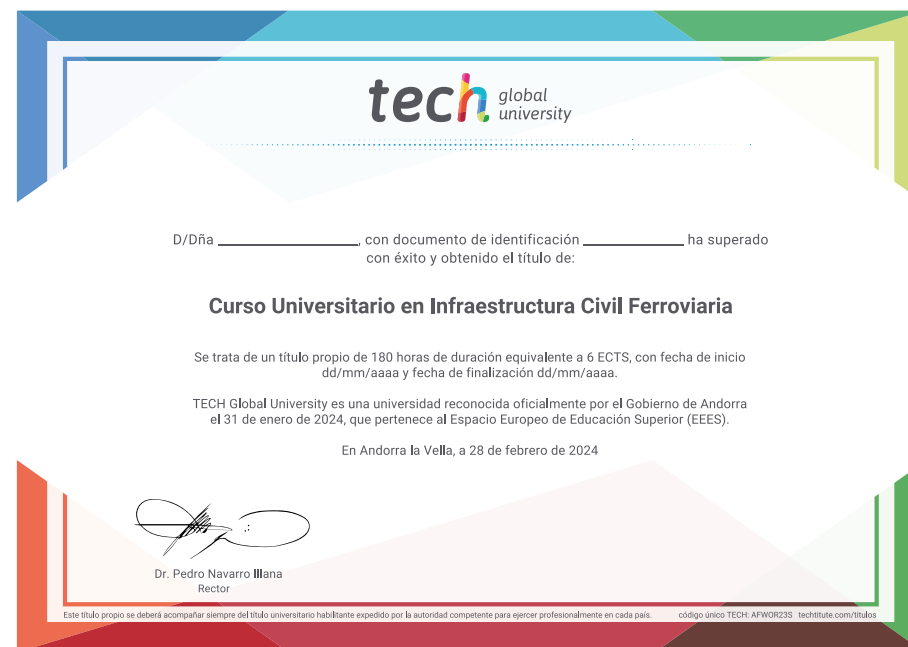 tech global university
D/Dña ____________, con documento de identificación ____________ ha superado
con éxito y obtenido el título de:
Curso Universitario en Infraestructura Civil Ferroviaria
Se trata de un título propio de 180 horas de duración equivalente a 6 ECTS, con fecha de inicio
dd/mm/aaaa y fecha de finalización dd/mm/aaaa.
TECH Global University es una universidad reconocida oficialmente por el Gobierno de Andorra
el 31 de enero de 2024, que pertenece al Espacio Europeo de Educación Superior (EEES).
En Andorra la Vella, a 28 de febrero de 2024
Dr. Pedro Navarro Illana
Rector
Este título propio se deberá acompañar siempre del título universitario habilitante expedido por la autoridad competente para ejercer profesionalmente en cada país. código único TECH: AFWOR23S techtitute.com/titulos